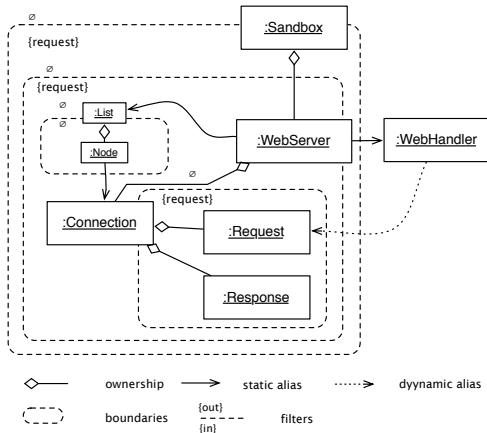 ∅
:Sandbox
{request}
∅
{request}
∅
:List
∅
:WebServer
:WebHandler
:Node
∅
{request}
:Connection
:Request
:Response
ownership
static alias
dyynamic alias
{out}
boundaries
filters
{in}